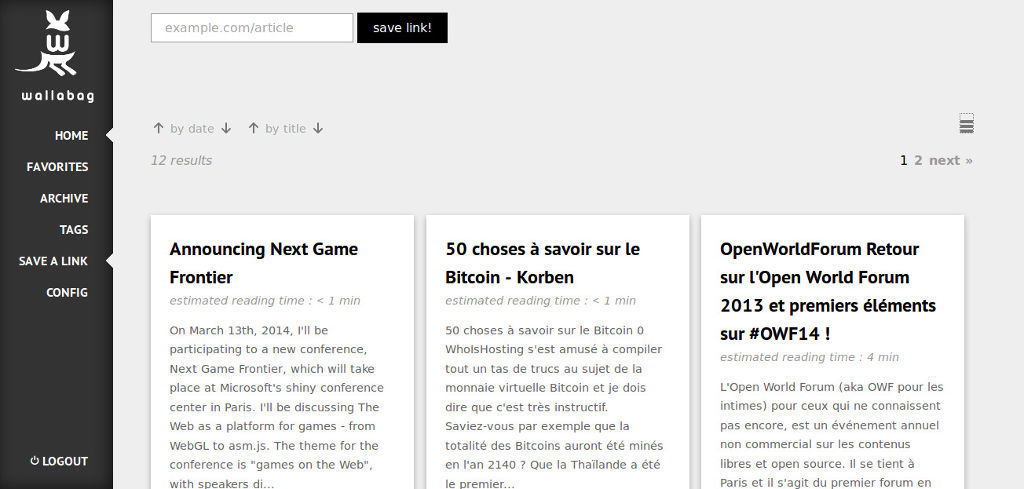 wallabag
HOME
FAVORITES
ARCHIVE
TAGS
SAVE A LINK
CONFIG
LOGOUT
example.com/article
save link!
by date
by title
12 results
1 2 next »
Announcing Next Game
Frontier
estimated reading time : < 1 min
On March 13th, 2014, I'll be
participating to a new conference,
Next Game Frontier, which will take
place at Microsoft's shiny conference
center in Paris. I'll be discussing The
Web as a platform for games - from
WebGL to asm.js. The theme for the
conference is "games on the Web",
with speakers di...
50 choses à savoir sur le
Bitcoin - Korben
estimated reading time : < 1 min
50 choses à savoir sur le Bitcoin 0
WhoIsHosting s'est amusé à compiler
tout un tas de trucs au sujet de la
monnaie virtuelle Bitcoin et je dois
dire que c'est très instructif.
Saviez-vous par exemple que la
totalité des Bitcoins auront été minés
en l'an 2140 ? Que la Thaïlande a été
le premier...
OpenWorldForum Retour
sur l'Open World Forum
2013 et premiers éléments
sur #OWF14 !
estimated reading time : 4 min
L'Open World Forum (aka OWF pour les
intimes) pour ceux qui ne connaissent
pas encore, est un événement annuel
non commercial sur les contenus
libres et open source. Il se tient à
Paris et il s'agit du premier forum en